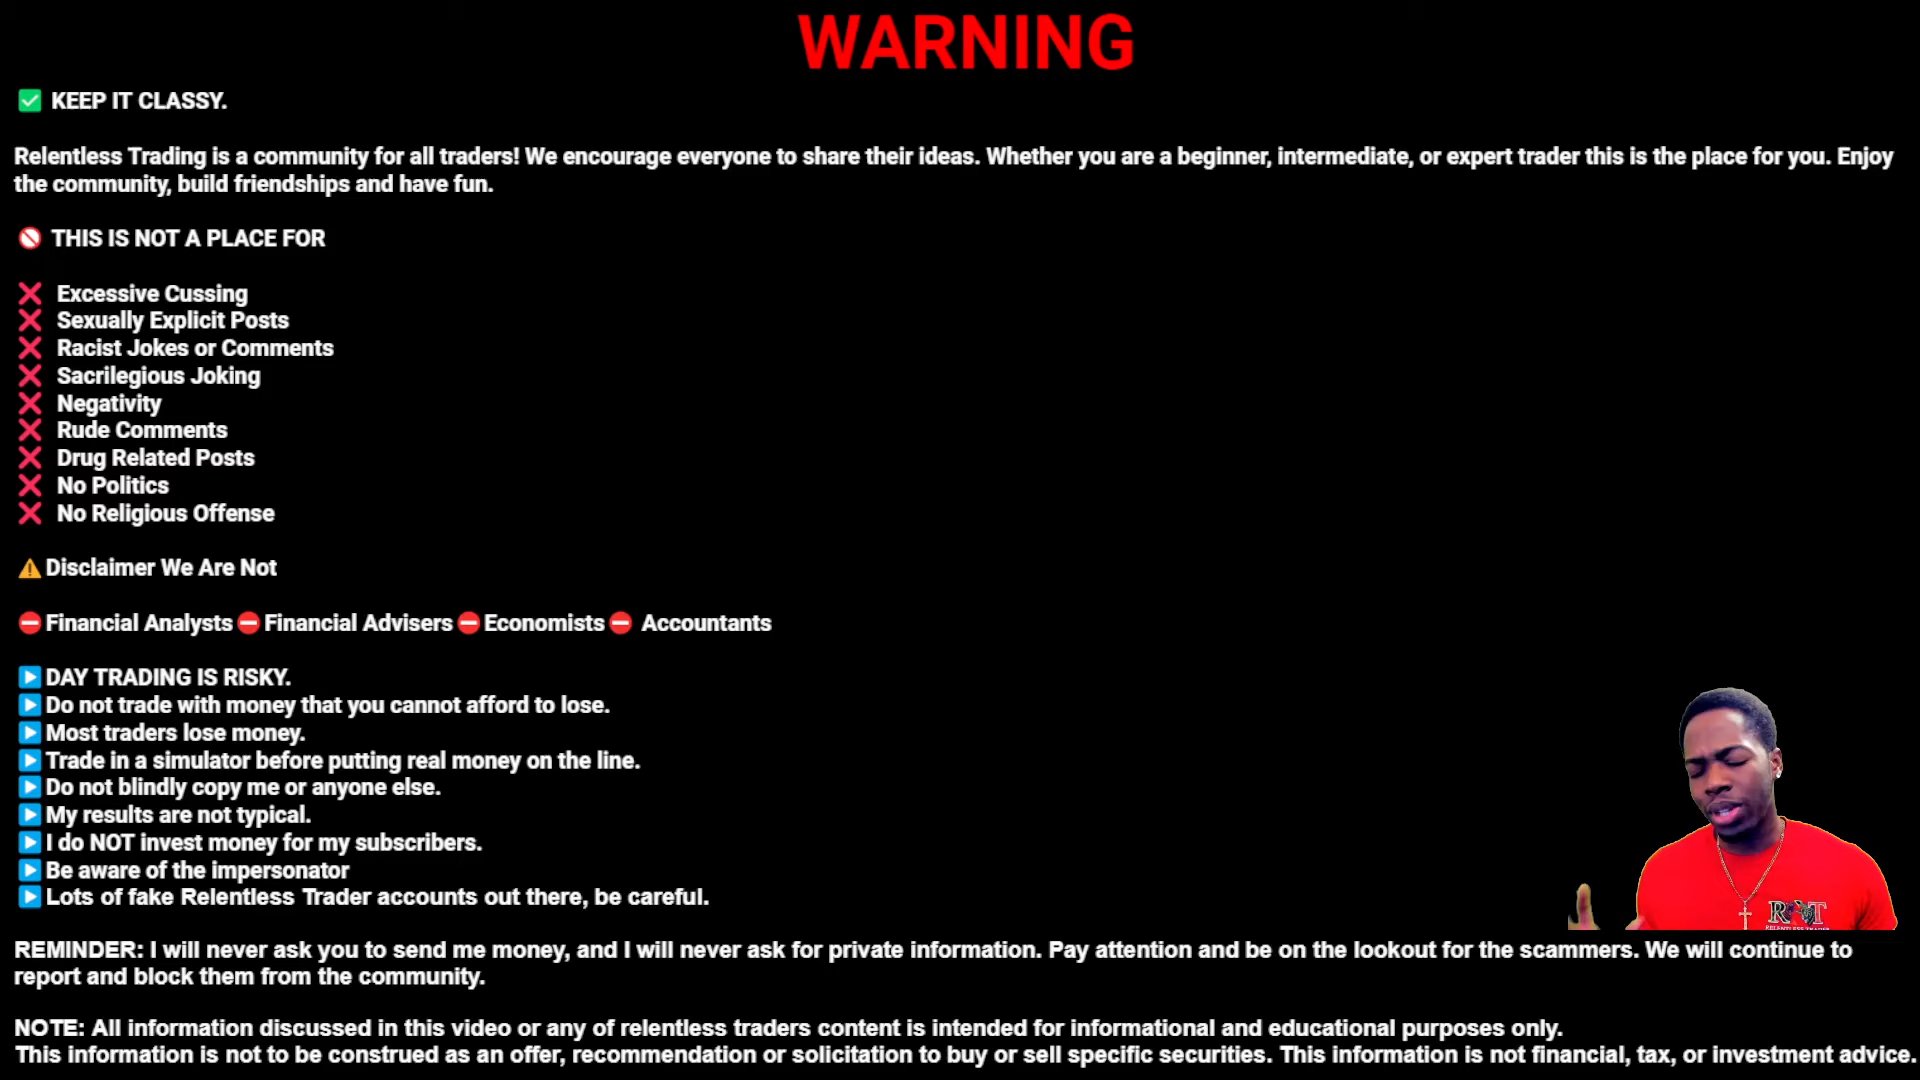 WARNING
✅ KEEP IT CLASSY.
Relentless Trading is a community for all traders! We encourage everyone to share their ideas. Whether you are a beginner, intermediate, or expert trader this is the place for you. Enjoy
the community, build friendships and have fun.
🚫 THIS IS NOT A PLACE FOR
❌ Excessive Cussing
❌ Sexually Explicit Posts
❌ Racist Jokes or Comments
❌ Sacrilegious Joking
❌ Negativity
❌ Rude Comments
❌ Drug Related Posts
❌ No Politics
❌ No Religious Offense
⚠️Disclaimer We Are Not
⛔Financial Analysts⛔Financial Advisers⛔Economists⛔ Accountants
▶️DAY TRADING IS RISKY.
▶️Do not trade with money that you cannot afford to lose.
▶️Most traders lose money.
▶️Trade in a simulator before putting real money on the line.
▶️Do not blindly copy me or anyone else.
▶️My results are not typical.
▶️I do NOT invest money for my subscribers.
▶️Be aware of the impersonator
▶️Lots of fake Relentless Trader accounts out there, be careful.
RELENTLESS TRADER
REMINDER: I will never ask you to send me money, and I will never ask for private information. Pay attention and be on the lookout for the scammers. We will continue to
report and block them from the community.
NOTE: All information discussed in this video or any of relentless traders content is intended for informational and educational purposes only.
This information is not to be construed as an offer, recommendation or solicitation to buy or sell specific securities. This information is not financial, tax, or investment advice.